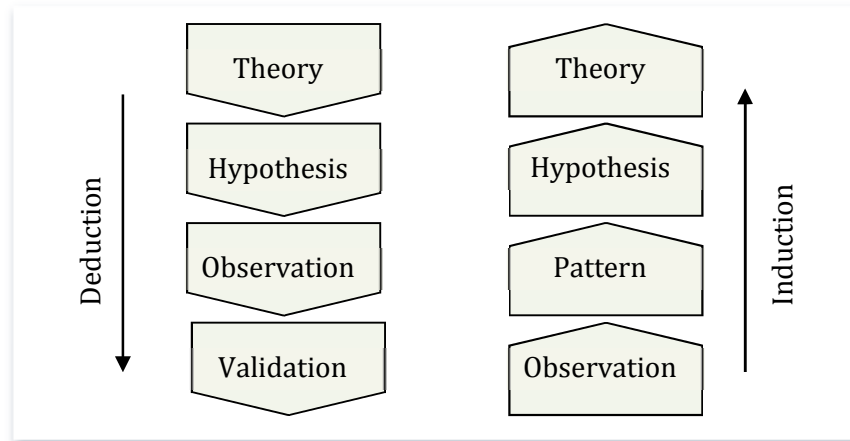 Deduction
Theory
Hypothesis
Observation
Validation
Theory
Hypothesis
Pattern
Observation
Induction